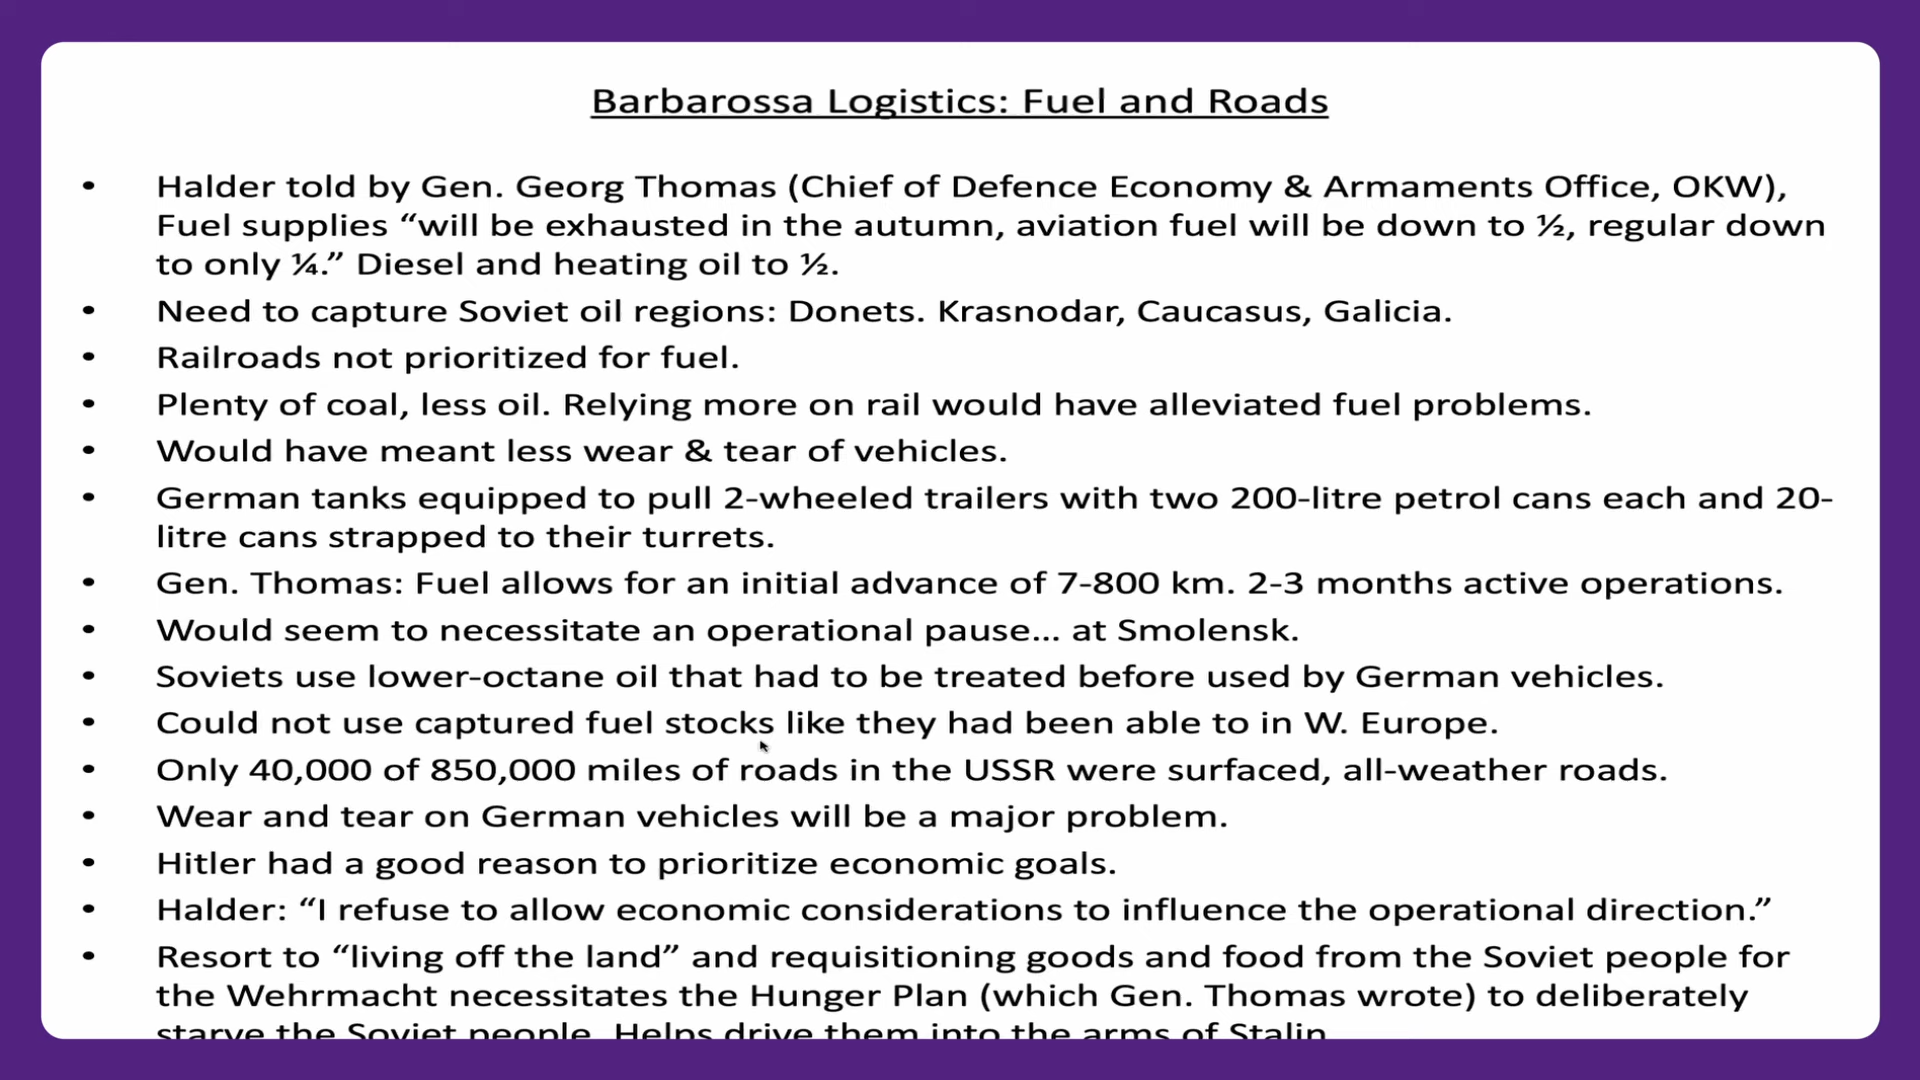 Barbarossa Logistics: Fuel and Roads
• Halder told by Gen. Georg Thomas (Chief of Defence Economy & Armaments Office, OKW),
Fuel supplies “will be exhausted in the autumn, aviation fuel will be down to ½, regular down
to only ¼.” Diesel and heating oil to ½.
• Need to capture Soviet oil regions: Donets. Krasnodar, Caucasus, Galicia.
• Railroads not prioritized for fuel.
• Plenty of coal, less oil. Relying more on rail would have alleviated fuel problems.
• Would have meant less wear & tear of vehicles.
• German tanks equipped to pull 2-wheeled trailers with two 200-litre petrol cans each and 20-
litre cans strapped to their turrets.
• Gen. Thomas: Fuel allows for an initial advance of 7-800 km. 2-3 months active operations.
• Would seem to necessitate an operational pause... at Smolensk.
• Soviets use lower-octane oil that had to be treated before used by German vehicles.
• Could not use captured fuel stocks like they had been able to in W. Europe.
• Only 40,000 of 850,000 miles of roads in the USSR were surfaced, all-weather roads.
• Wear and tear on German vehicles will be a major problem.
• Hitler had a good reason to prioritize economic goals.
• Halder: “I refuse to allow economic considerations to influence the operational direction.”
• Resort to “living off the land” and requisitioning goods and food from the Soviet people for
the Wehrmacht necessitates the Hunger Plan (which Gen. Thomas wrote) to deliberately
starve the Soviet people. Helps drive them into the arms of Stalin.